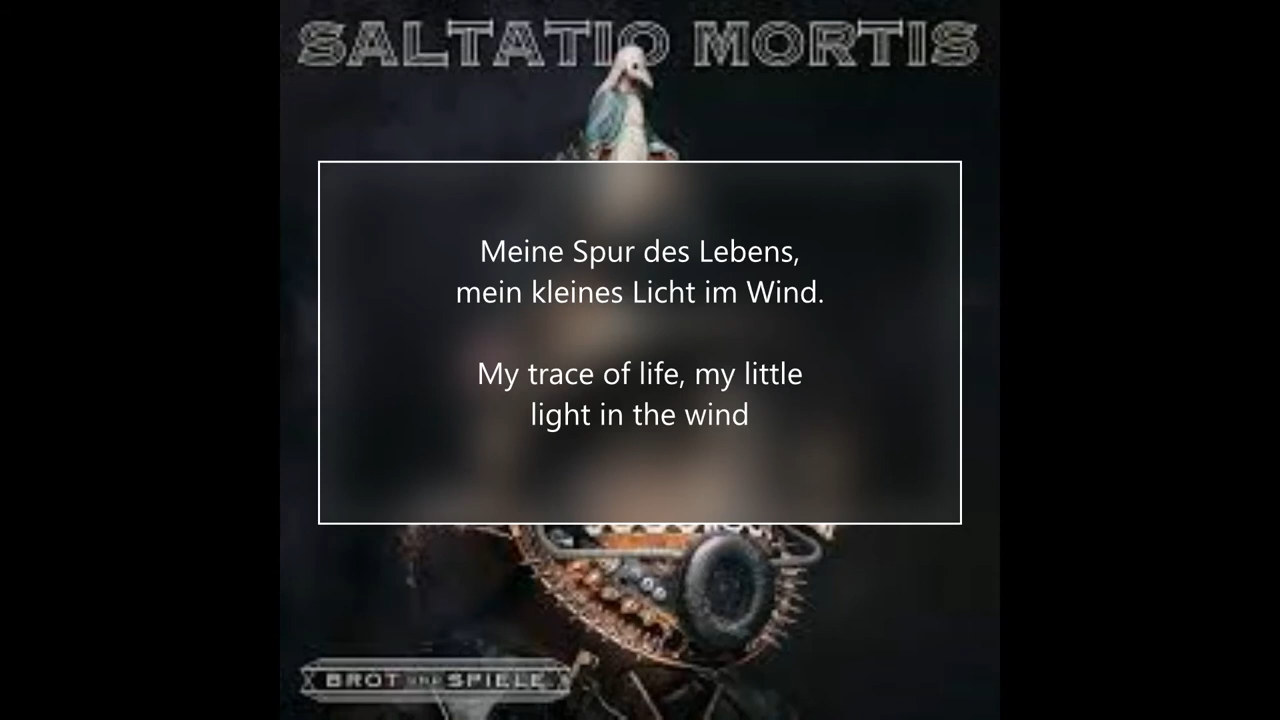 SALTATIO MORTIS
Meine Spur des Lebens,
mein kleines Licht im Wind.
My trace of life, my little
light in the wind
BROT UND SPIELE